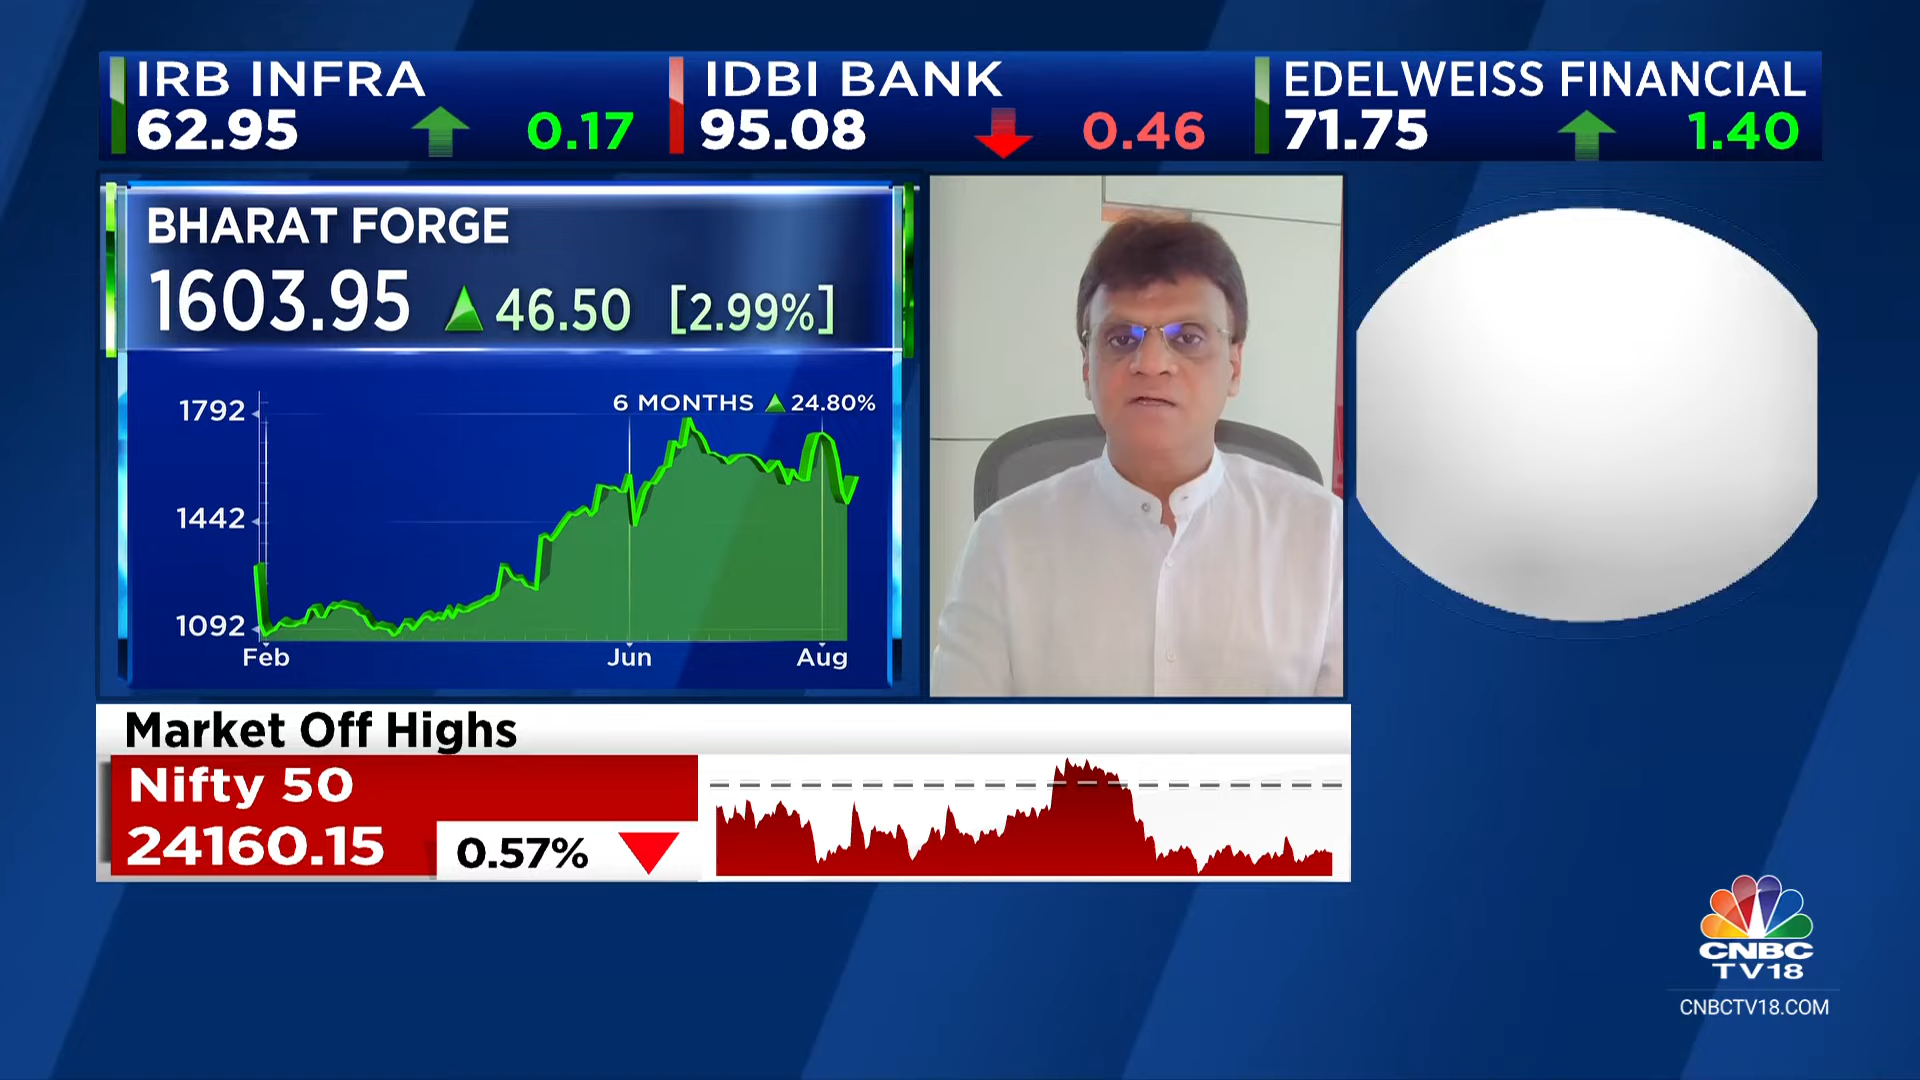 IRB INFRA
62.95 0.17
IDBI BANK
95.08 0.46
EDELWEISS FINANCIAL
71.75 1.40
BHARAT FORGE
1603.95 46.50 [2.99%]
6 MONTHS 24.80%
1792
1442
1092
Feb Jun Aug
Market Off Highs
Nifty 50
24160.15 0.57%
CNBC
TV18
CNBCTV18.COM